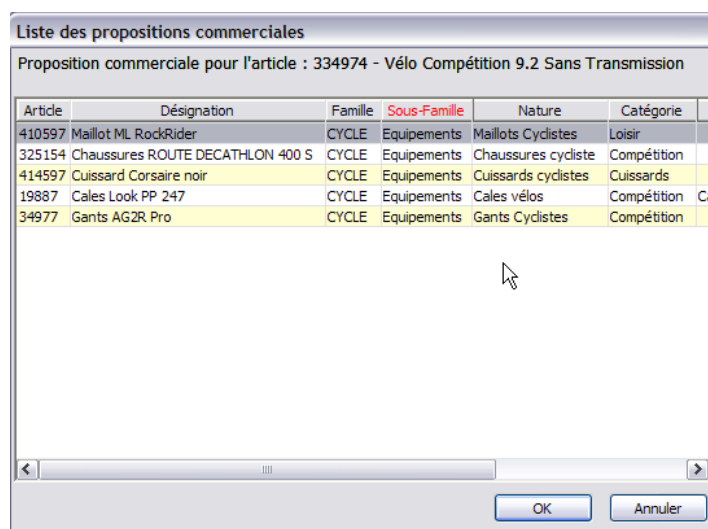 Liste des propositions commerciales
Proposition commerciale pour l'article : 334974 - Vélo Compétition 9.2 Sans Transmission
Article Désignation Famille Sous-Famille Nature Catégorie
410597 Maillot ML RockRider CYCLE Equipements Maillots Cyclistes Loisir
325154 Chaussures ROUTE DECATHLON 400 S CYCLE Equipements Chaussures cycliste Compétition
414597 Cuissard Corsaire noir CYCLE Equipements Cuissards cyclistes Cuissards
19887 Cales Look PP 247 CYCLE Equipements Cales vélos Compétition
34977 Gants AG2R Pro CYCLE Equipements Gants Cyclistes Compétition
OK Annuler